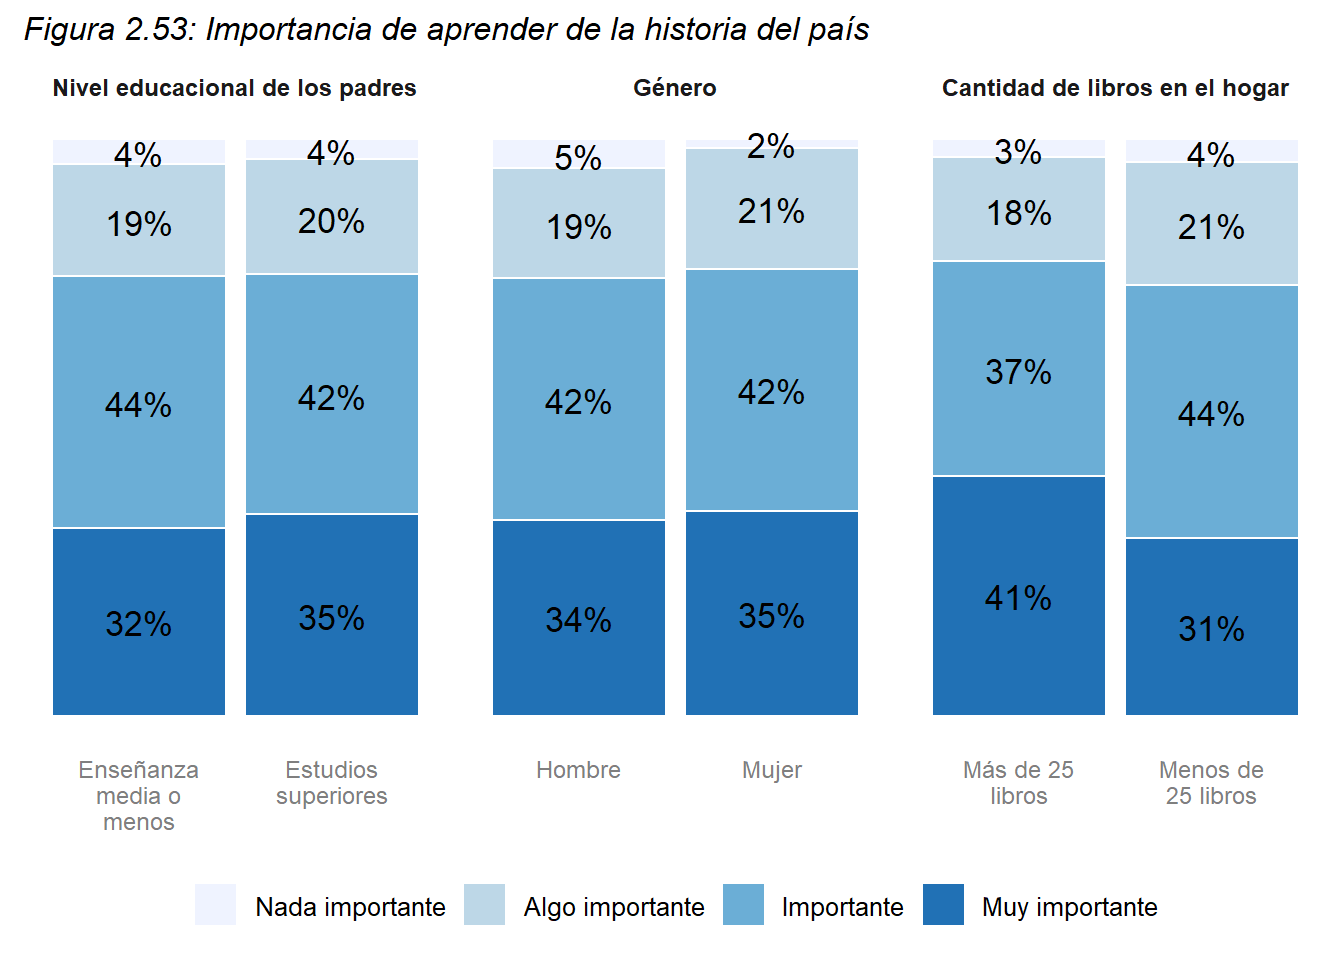 Figura 2.53: Importancia de aprender de la historia del país
Nivel educacional de los padres
4%
4%
19%
20%
44%
42%
32%
35%
Enseñanza
media o
menos
Estudios
superiores
Género
5%
2%
19%
21%
42%
42%
34%
35%
Hombre
Mujer
Cantidad de libros en el hogar
3%
4%
18%
21%
37%
44%
41%
31%
Más de 25
libros
Menos de
25 libros
Nada importante
Algo importante
Importante
Muy importante